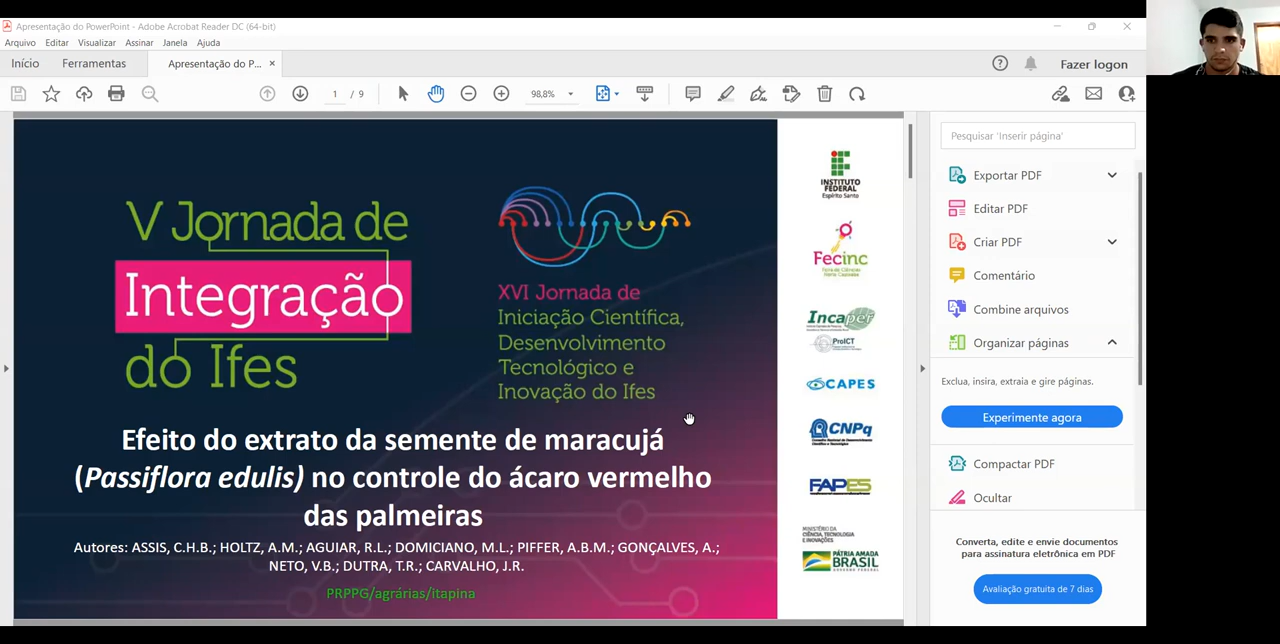 Apresentação do PowerPoint - Adobe Acrobat Reader DC (64-bit)
Arquivo Editar Visualizar Assinar Janela Ajuda
Início Ferramentas Apresentação do P... × Fazer logon
1 / 9 98,8%
V Jornada de
Integração
do Ifes
XVI Jornada de
Iniciação Científica,
Desenvolvimento
Tecnológico e
Inovação do Ifes
Efeito do extrato da semente de maracujá
(Passiflora edulis) no controle do ácaro vermelho
das palmeiras
Autores: ASSIS, C.H.B.; HOLTZ, A.M.; AGUIAR, R.L.; DOMICIANO, M.L.; PIFFER, A.B.M.; GONÇALVES, A.;
NETO, V.B.; DUTRA, T.R.; CARVALHO, J.R.
PRPPG/agrárias/itapina
INSTITUTO
FEDERAL
Espírito Santo
Fecinc
Incaper
ProICT
CAPES
CNPq
FAPES
MINISTÉRIO DA
CIÊNCIA, TECNOLOGIA
E INOVAÇÕES
PÁTRIA AMADA
BRASIL
Pesquisar 'Inserir página'
Exportar PDF
Editar PDF
Criar PDF
Comentário
Combine arquivos
Organizar páginas
Exclua, insira, extraia e gire páginas.
Experimente agora
Compactar PDF
Ocultar
Converta, edite e envie documentos
para assinatura eletrônica em PDF
Avaliação gratuita de 7 dias